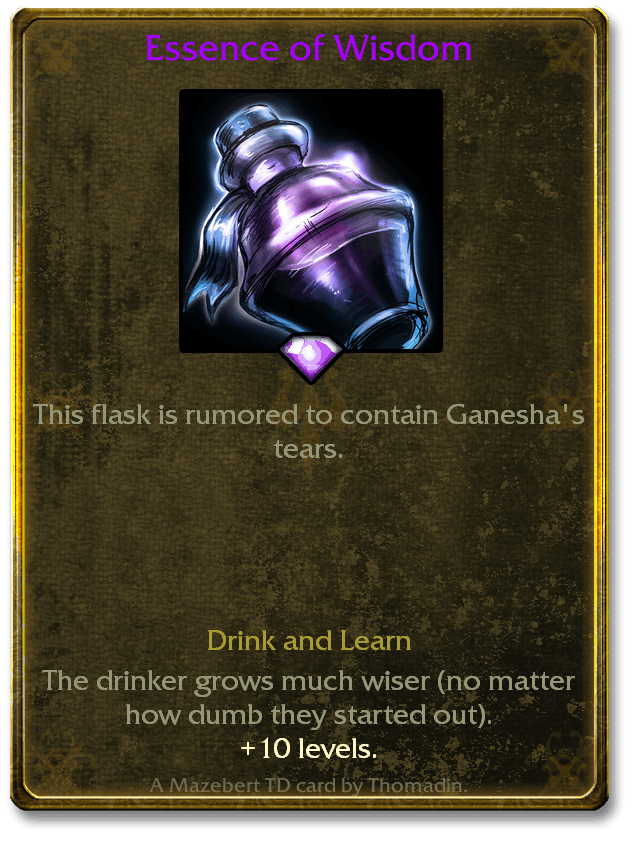 Essence of Wisdom
This flask is rumored to contain Ganesha's
tears.
Drink and Learn
The drinker grows much wiser (no matter
how dumb they started out).
+10 levels.
A Mazebert TD card by Thomadin.